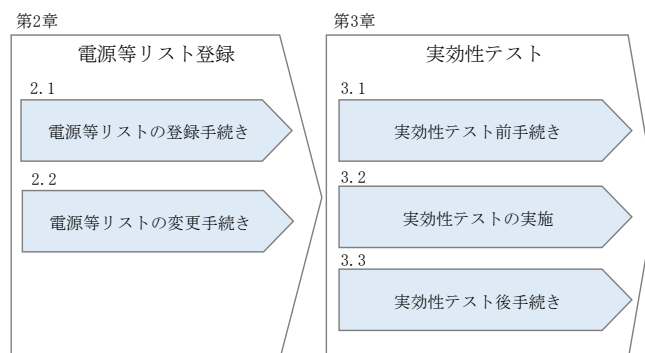 第2章
電源等リスト登録
2.1
電源等リストの登録手続き
2.2
電源等リストの変更手続き
第3章
実効性テスト
3.1
実効性テスト前手続き
3.2
実効性テストの実施
3.3
実効性テスト後手続き